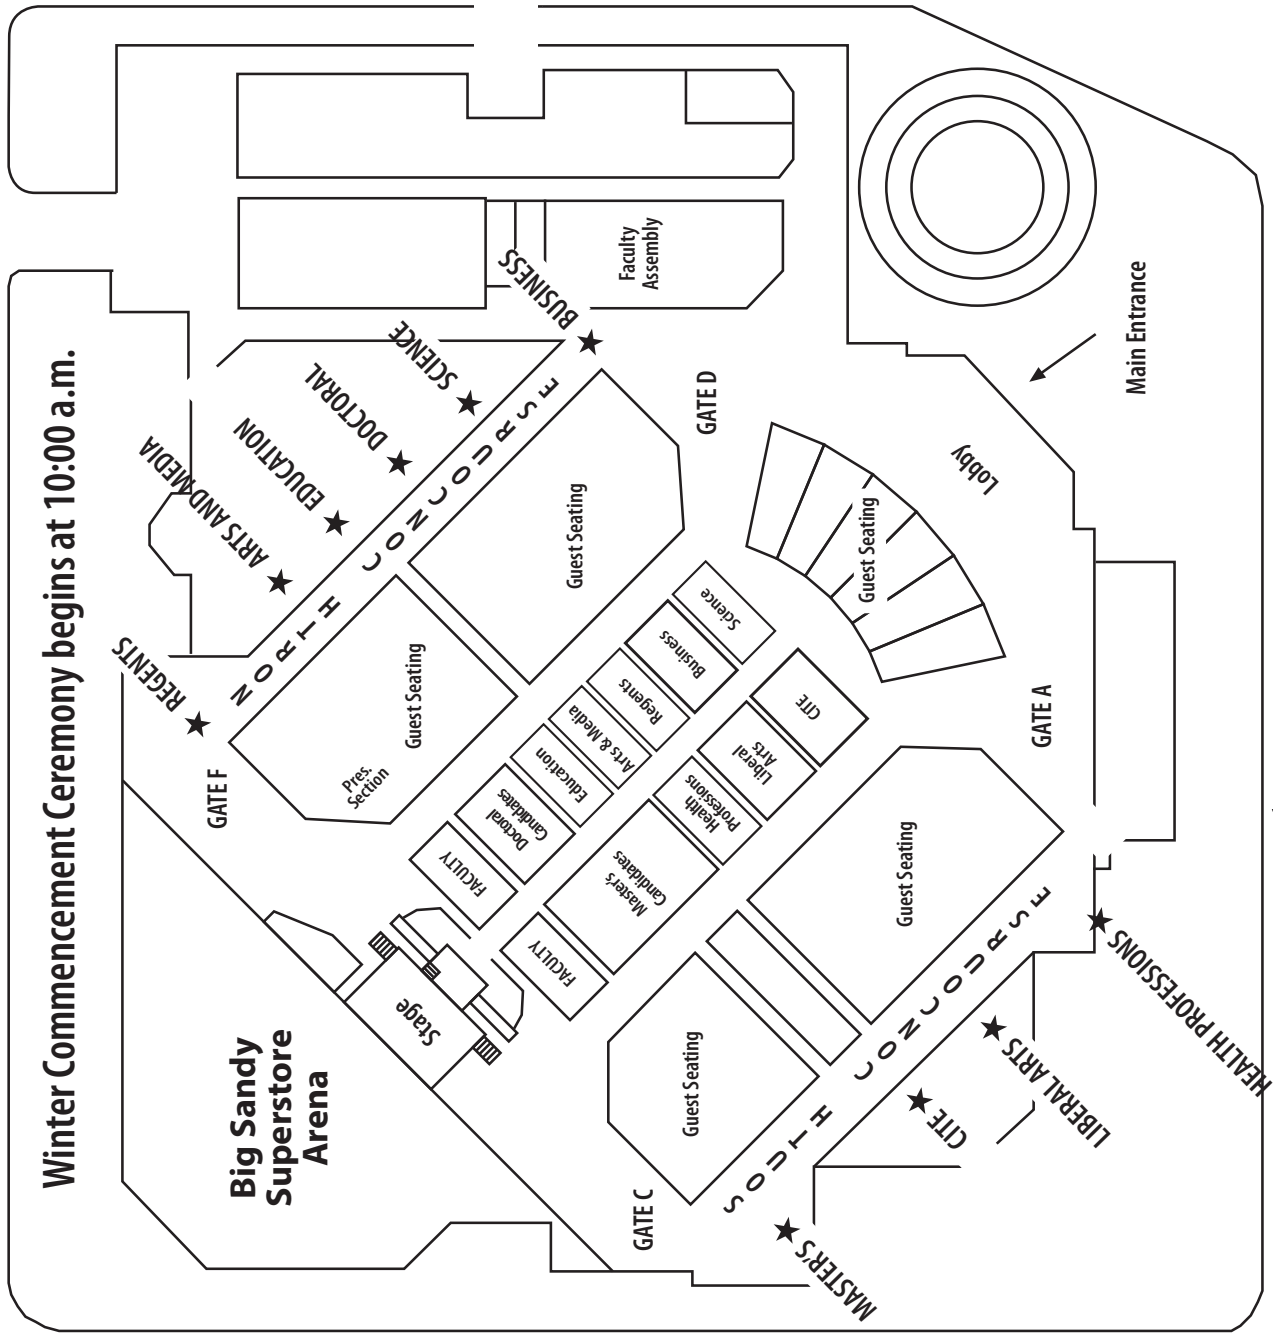 Winter Commencement Ceremony begins at 10:00 a.m.
Big Sandy
Superstore
Arena
REGENTS
ARTS AND MEDIA
EDUCATION
DOCTORAL
SCIENCE
BUSINESS
Faculty
Assembly
NORTH CONCOURSE
GATE F
GATE D
Guest Seating
Guest Seating
Pres.
Section
Guest Seating
Lobby
Main Entrance
Stage
FACULTY
Doctoral
Candidates
Education
Arts & Media
Regents
Business
Science
FACULTY
Master's
Candidates
Health
Professions
Liberal
Arts
CITE
GATE A
GATE C
Guest Seating
Guest Seating
SOUTH CONCOURSE
MASTER'S
CITE
LIBERAL ARTS
HEALTH PROFESSIONS